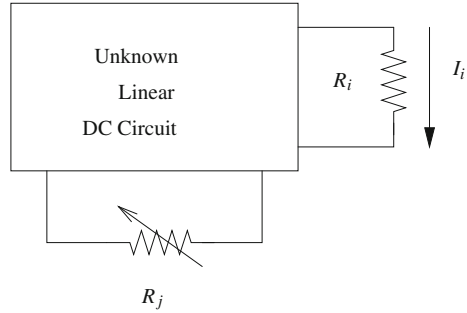 Unknown
Linear
DC Circuit
R_i
I_i
R_j